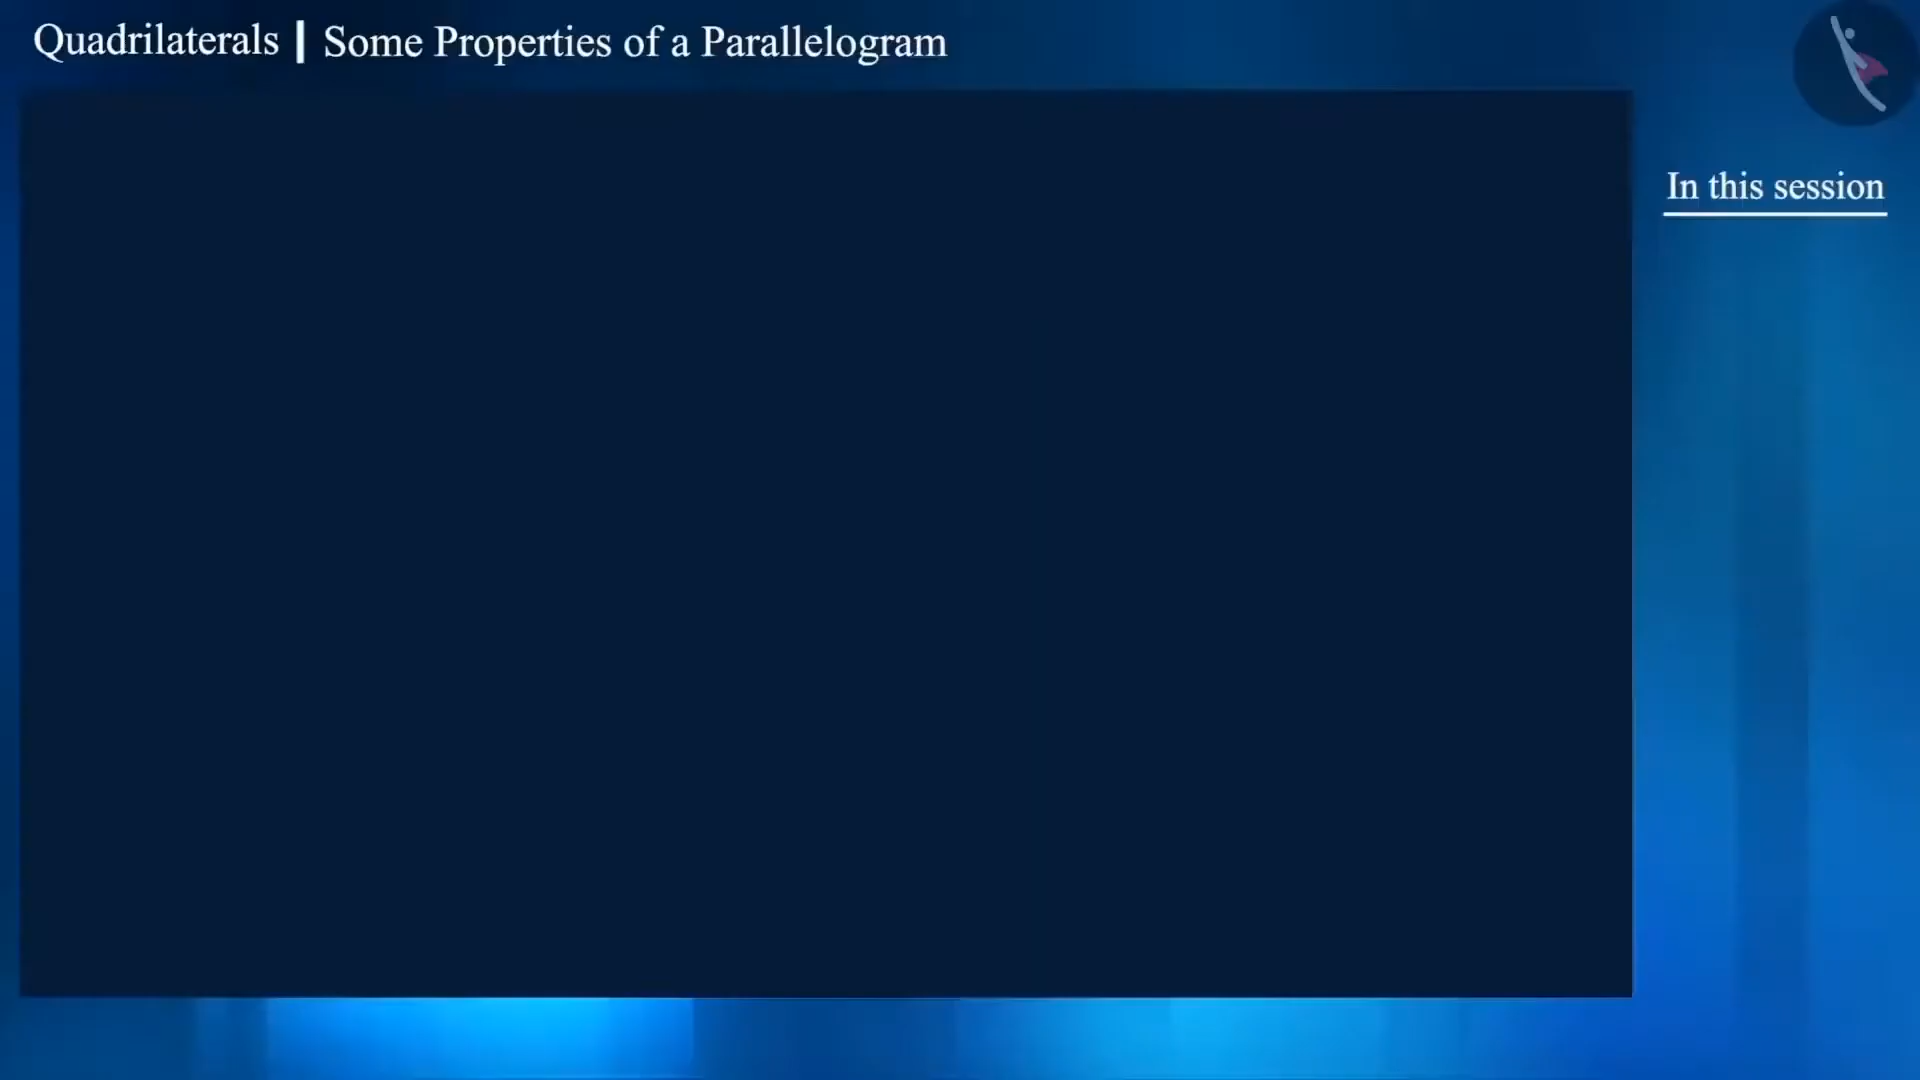 Quadrilaterals | Some Properties of a Parallelogram
In this session